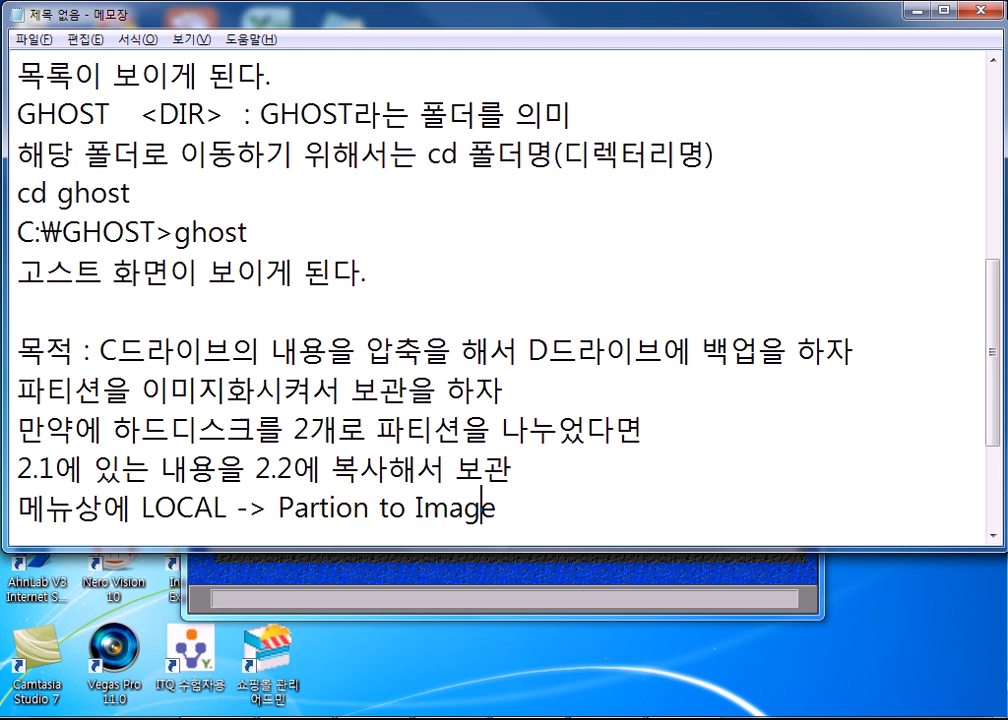 제목 없음 - 메모장
파일(F) 편집(E) 서식(O) 보기(V) 도움말(H)
목록이 보이게 된다.
GHOST <DIR> : GHOST라는 폴더를 의미
해당 폴더로 이동하기 위해서는 cd 폴더명(디렉터리명)
cd ghost
C:₩GHOST>ghost
고스트 화면이 보이게 된다.
목적 : C드라이브의 내용을 압축을 해서 D드라이브에 백업을 하자
파티션을 이미지화시켜서 보관을 하자
만약에 하드디스크를 2개로 파티션을 나누었다면
2.1에 있는 내용을 2.2에 복사해서 보관
메뉴상에 LOCAL -> Partion to Image
AhnLab V3 Internet S...
Nero Vision 10
In
Ex
Camtasia Studio 7
Vegas Pro 11.0
ITQ 수험자용
쇼핑몰 관리 어드민